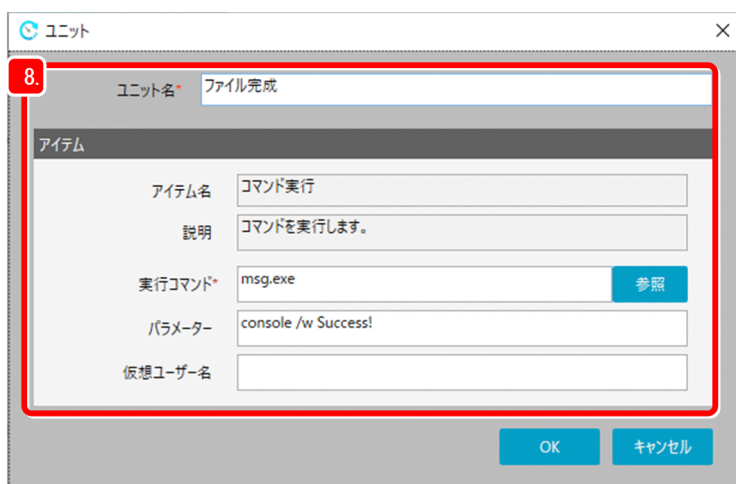 ユニット
8.
ユニット名* ファイル完成
アイテム
アイテム名 コマンド実行
説明 コマンドを実行します。
実行コマンド* msg.exe 参照
パラメーター console /w Success!
仮想ユーザー名
OK キャンセル